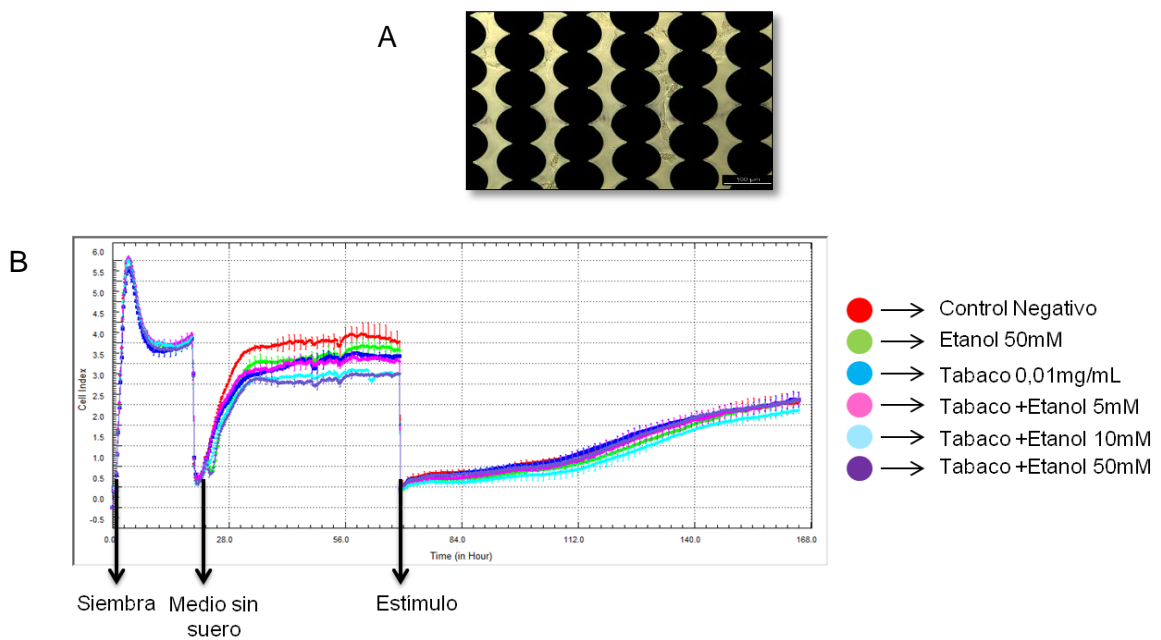 A
100 µm
B
6.0
5.0
5.0
4.0
4.0
3.5
3.5
2.5
2.0
1.5
1.0
0.5
0.0
-0.5
Cell Index
0.0
28.0
56.0
84.0
112.0
140.0
168.0
Time (in Hour)
Siembra
Medio sin
suero
Estímulo
Control Negativo
Etanol 50mM
Tabaco 0,01mg/mL
Tabaco +Etanol 5mM
Tabaco +Etanol 10mM
Tabaco +Etanol 50mM